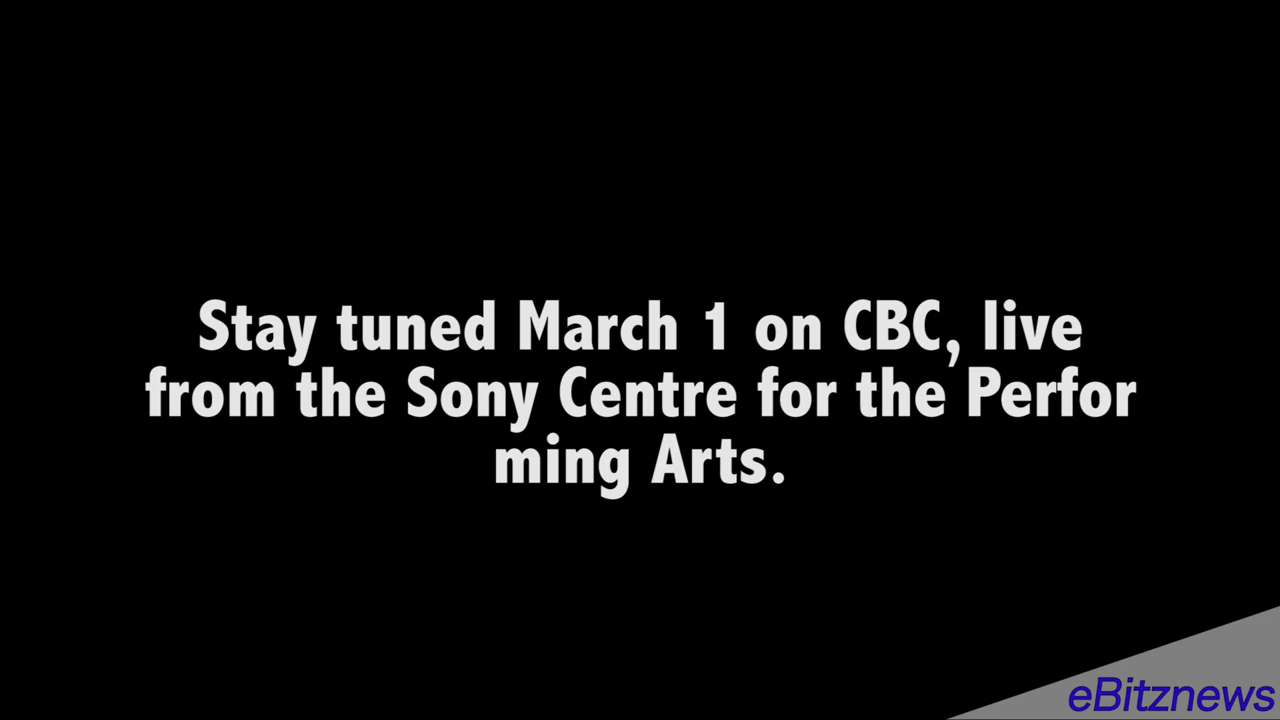 Stay tuned March 1 on CBC, live
from the Sony Centre for the Perfor
ming Arts.
eBitznews